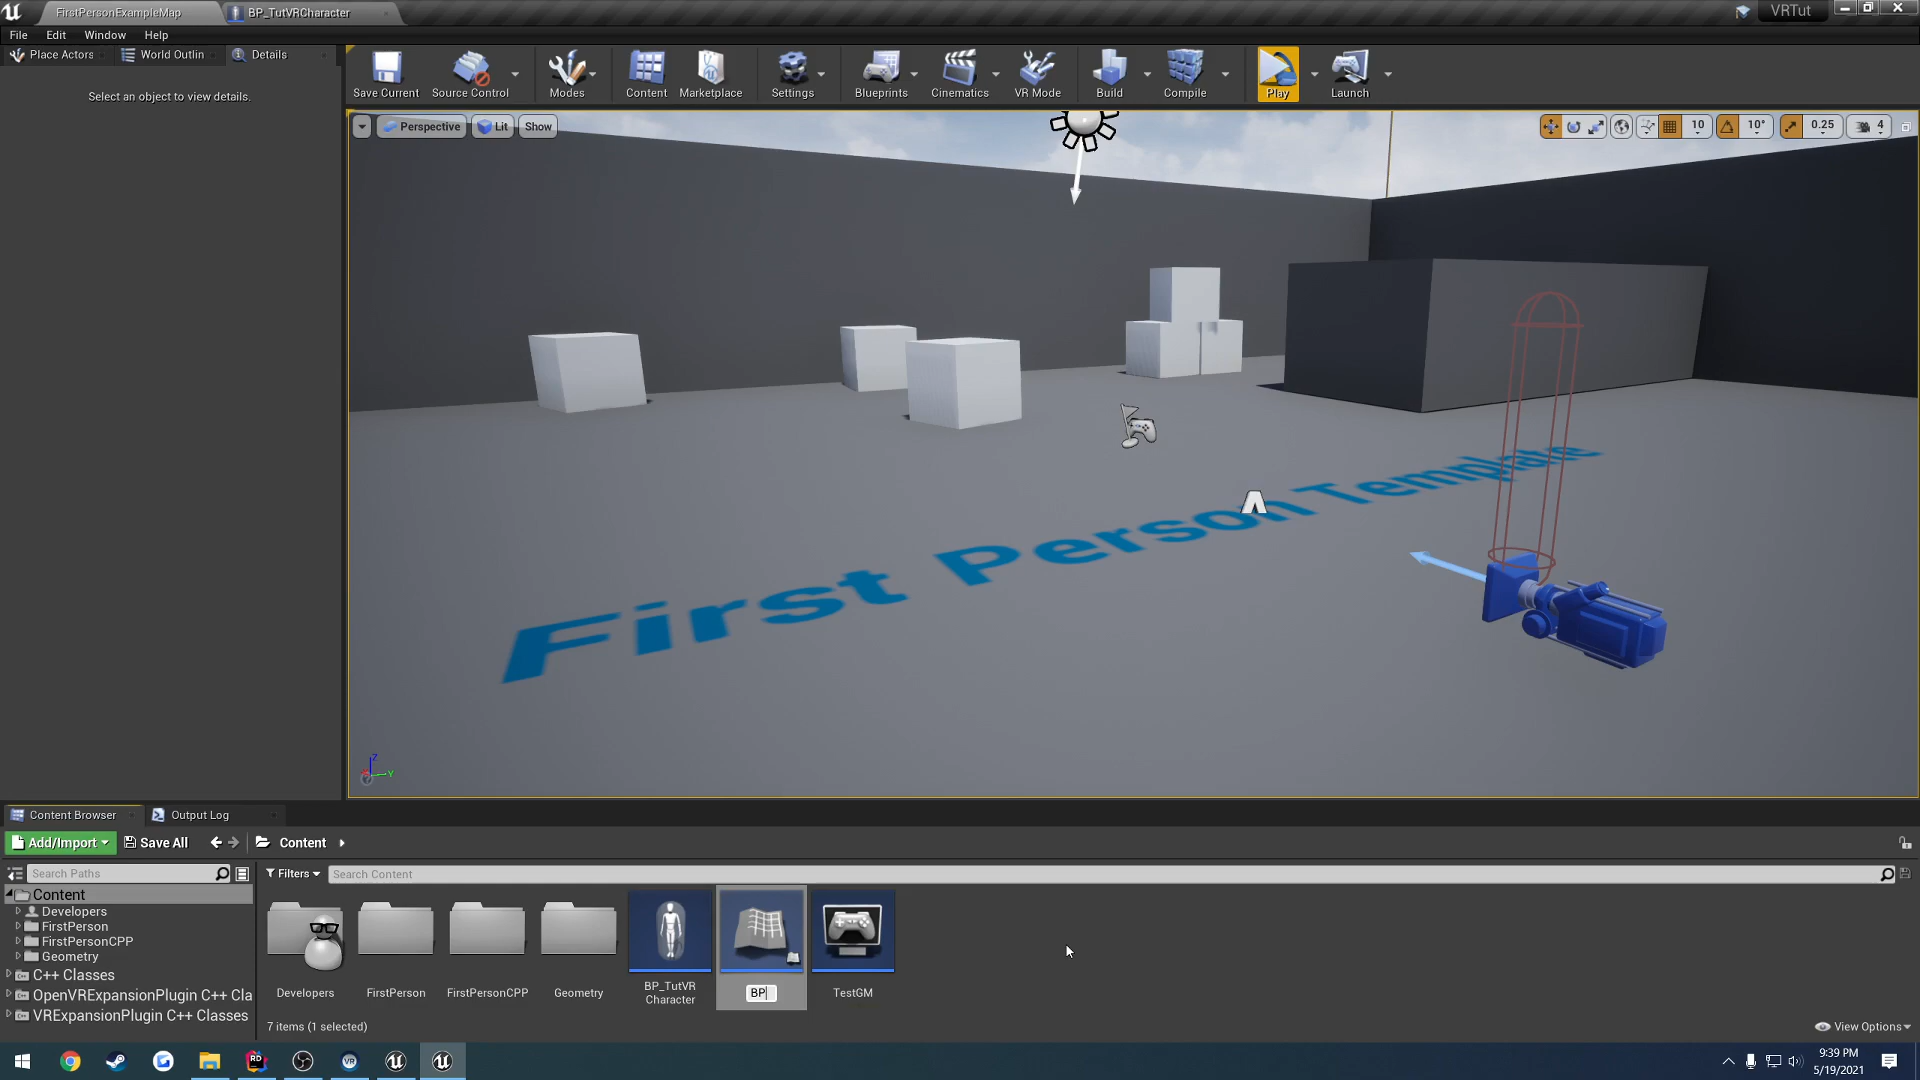 FirstPersonExampleMap
BP_TutVRCharacter
VRTut
File Edit Window Help
Place Actors World Outlin Details
Select an object to view details.
Save Current Source Control Modes Content Marketplace Settings Blueprints Cinematics VR Mode Build Compile Play Launch
Perspective Lit Show
10 10° 0.25 4
First Person Template
Z
Y
Content Browser Output Log
Add/Import Save All Content
Search Paths
Filters Search Content
Content
Developers
FirstPerson
FirstPersonCPP
Geometry
C++ Classes
OpenVRExpansionPlugin C++ Cla
VRExpansionPlugin C++ Classes
Developers FirstPerson FirstPersonCPP Geometry BP_TutVR
Character BP TestGM
7 items (1 selected)
View Options
RD VR
9:39 PM
5/19/2021